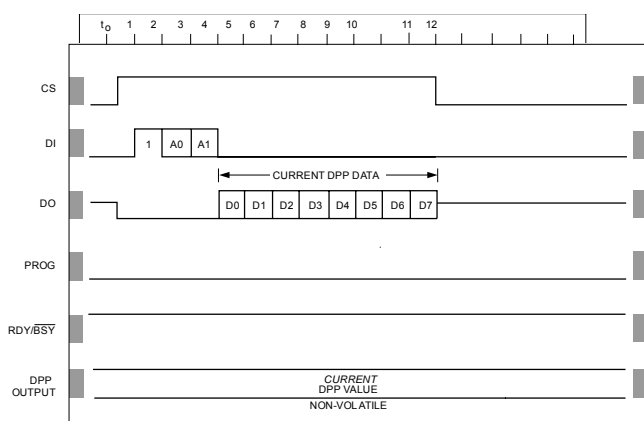 to 1 2 3 4 5 6 7 8 9 10 11 12
CS
DI 1 A0 A1
CURRENT DPP DATA
DO D0 D1 D2 D3 D4 D5 D6 D7
PROG
RDY/BSY
DPP
OUTPUT
CURRENT
DPP VALUE
NON-VOLATILE